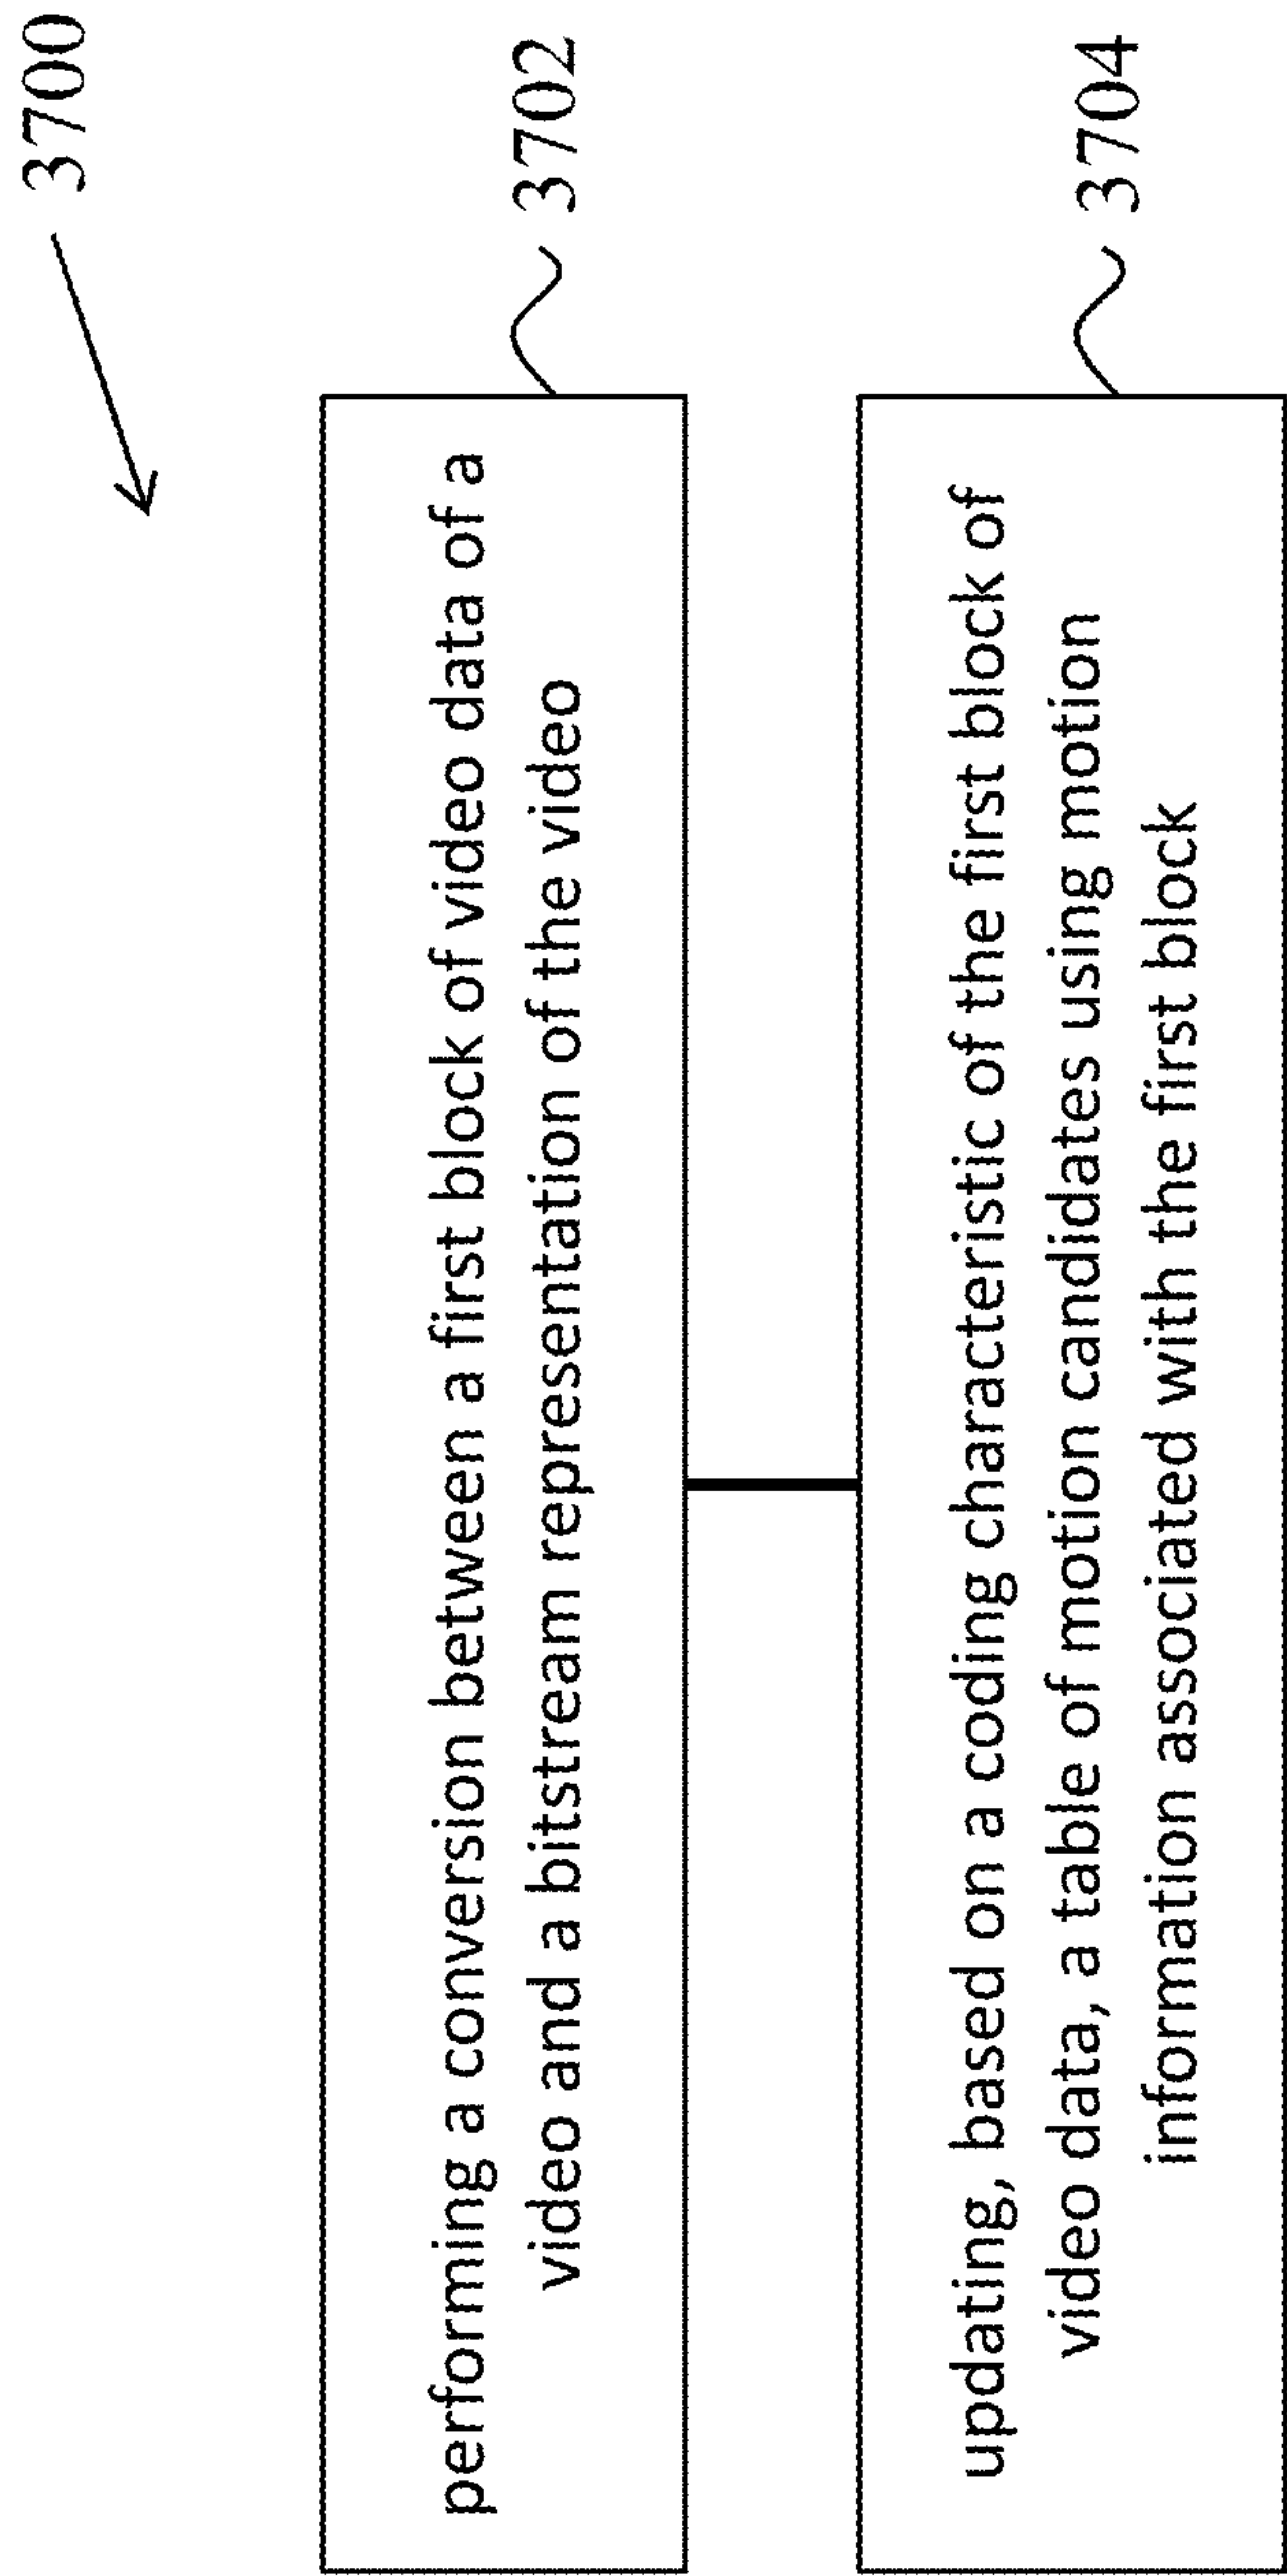 3700
performing a conversion between a first block of video data of a
video and a bitstream representation of the video
3702
updating, based on a coding characteristic of the first block of
video data, a table of motion candidates using motion
information associated with the first block
3704